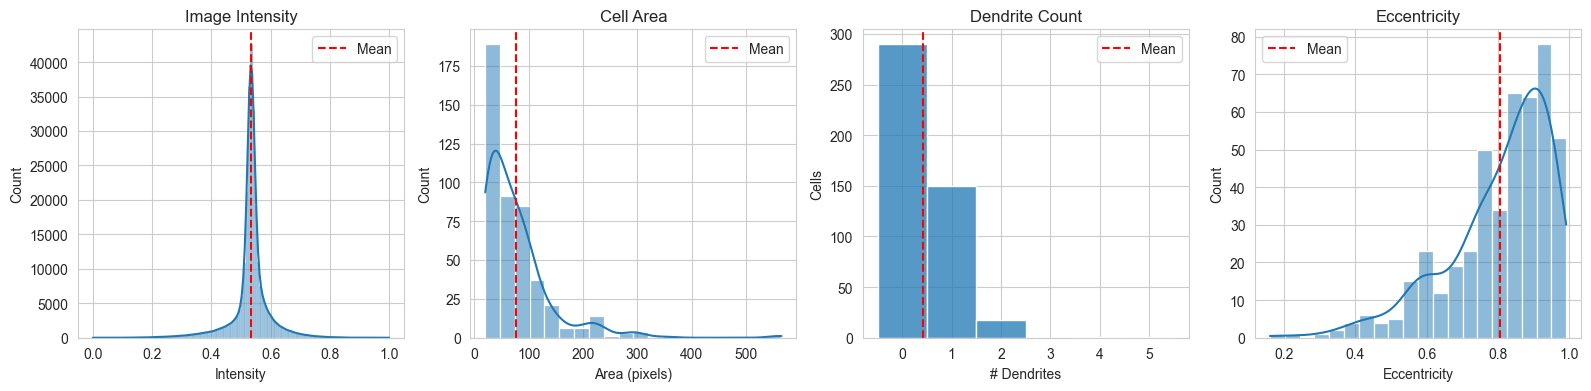 Image Intensity
Mean
Count
40000
35000
30000
25000
20000
15000
10000
5000
0
0.0 0.2 0.4 0.6 0.8 1.0
Intensity
Cell Area
Mean
Count
175
150
125
100
75
50
25
0
0 100 200 300 400 500
Area (pixels)
Dendrite Count
Mean
Cells
300
250
200
150
100
50
0
0 1 2 3 4 5
# Dendrites
Eccentricity
Mean
Count
80
70
60
50
40
30
20
10
0
0.2 0.4 0.6 0.8 1.0
Eccentricity